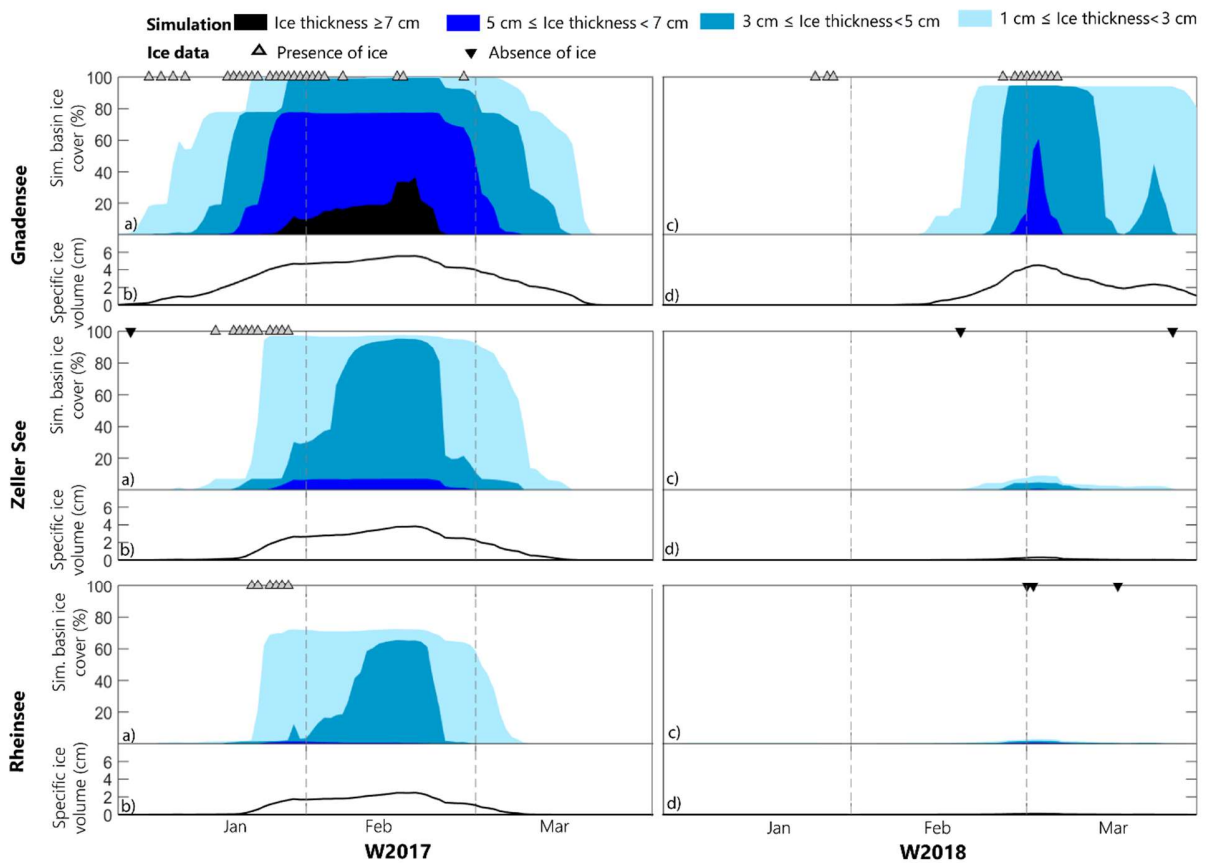 Simulation Ice thickness ≥7 cm 5 cm ≤ Ice thickness < 7 cm 3 cm ≤ Ice thickness<5 cm 1 cm ≤ Ice thickness<3 cm
Ice data Presence of ice Absence of ice
Gnadensee
Sim. basin ice
cover (%)
100
80
60
40
20
a)
c)
Specific ice
volume (cm)
6
4
2
0
b)
d)
Zeller See
Sim. basin ice
cover (%)
100
80
60
40
20
a)
c)
Specific ice
volume (cm)
6
4
2
0
b)
d)
Rheinsee
Sim. basin ice
cover (%)
100
80
60
40
20
a)
c)
Specific ice
volume (cm)
6
4
2
0
b)
d)
Jan Feb Mar Jan Feb Mar
W2017 W2018